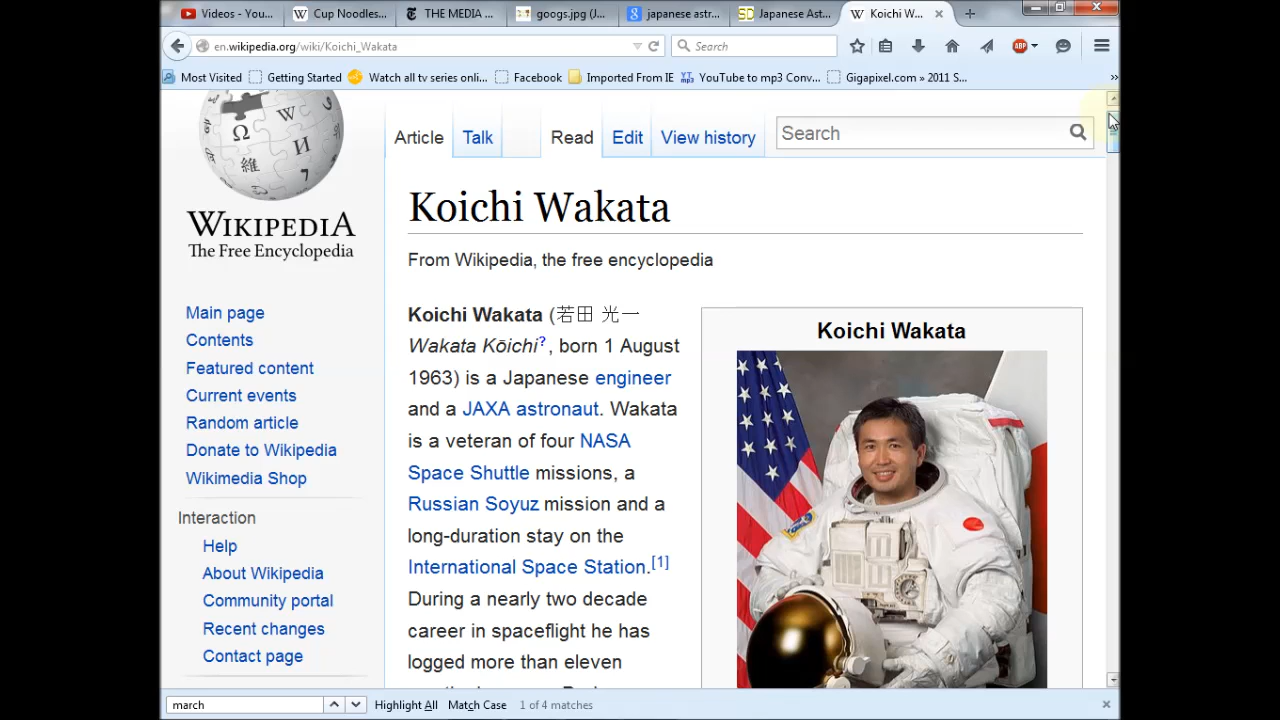 Videos - You...
Cup Noodles...
THE MEDIA ...
googs.jpg (J...
japanese astr...
Japanese Ast...
Koichi W...
en.wikipedia.org/wiki/Koichi_Wakata
Search
ABP
Most Visited
Getting Started
Watch all tv series onli...
Facebook
Imported From IE
YouTube to mp3 Conv...
Gigapixel.com » 2011 S...
»
Article
Talk
Read
Edit
View history
Search
WIKIPEDIA
The Free Encyclopedia
Main page
Contents
Featured content
Current events
Random article
Donate to Wikipedia
Wikimedia Shop
Interaction
Help
About Wikipedia
Community portal
Recent changes
Contact page
Koichi Wakata
From Wikipedia, the free encyclopedia
Koichi Wakata (若田 光一
Wakata Kōichi?, born 1 August
1963) is a Japanese engineer
and a JAXA astronaut. Wakata
is a veteran of four NASA
Space Shuttle missions, a
Russian Soyuz mission and a
long-duration stay on the
International Space Station.[1]
During a nearly two decade
career in spaceflight he has
logged more than eleven
Koichi Wakata
march
Highlight All
Match Case
1 of 4 matches